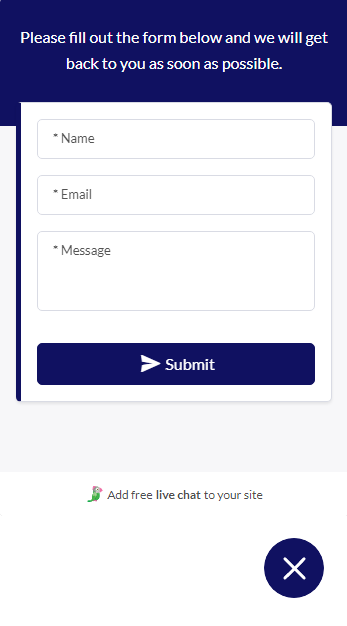 Please fill out the form below and we will get
back to you as soon as possible.
* Name
* Email
* Message
Submit
Add free live chat to your site